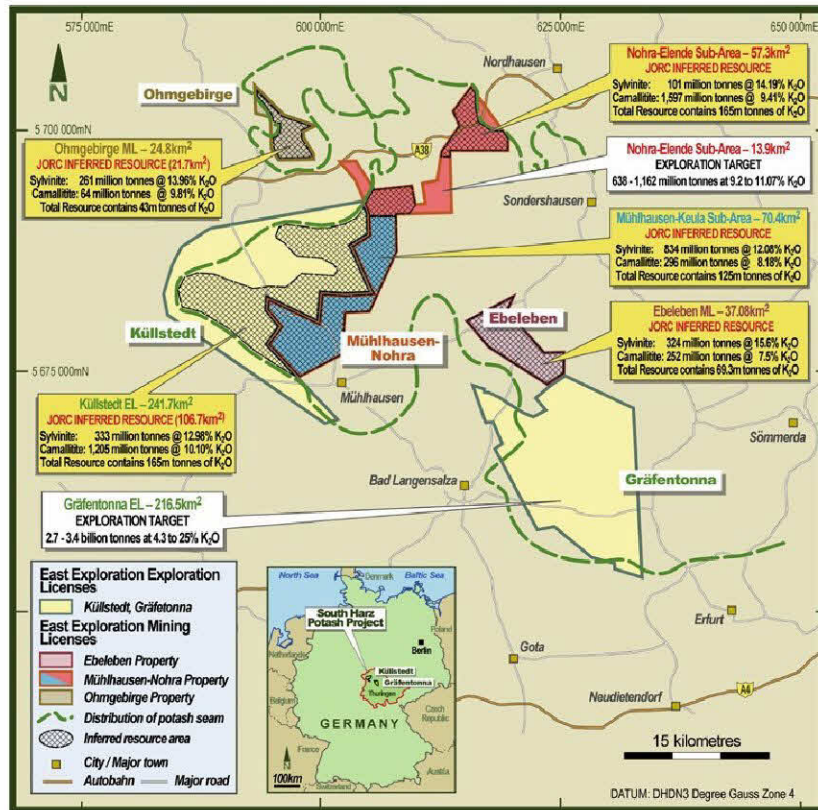 575 000mE
600 000mE
625 000mE
650 000mE
N
Nordhausen
Nohra-Elende Sub-Area – 57.3km²
JORC INFERRED RESOURCE
Sylvinite: 101 million tonnes @ 14.19% K₂O
Carnallitite: 1,597 million tonnes @ 9.41% K₂O
Total Resource contains 165m tonnes of K₂O
Ohmgebirge
5 700 000mN
A38
Ohmgebirge ML – 24.8km²
JORC INFERRED RESOURCE (21.7km²)
Sylvinite: 261 million tonnes @ 13.96% K₂O
Carnallitite: 64 million tonnes @ 9.81% K₂O
Total Resource contains 43m tonnes of K₂O
Nohra-Elende Sub-Area – 13.9km²
EXPLORATION TARGET
638 - 1,162 million tonnes at 9.2 to 11.07% K₂O
Sondershausen
Mühlhausen-Keula Sub-Area – 70.4km²
JORC INFERRED RESOURCE
Sylvinite: 834 million tonnes @ 12.08% K₂O
Carnallitite: 296 million tonnes @ 8.18% K₂O
Total Resource contains 125m tonnes of K₂O
Ebeleben
Küllstedt
Mühlhausen-
Nohra
Ebeleben ML – 37.08km²
JORC INFERRED RESOURCE
Sylvinite: 324 million tonnes @ 15.6% K₂O
Carnallitite: 252 million tonnes @ 7.5% K₂O
Total Resource contains 69.3m tonnes of K₂O
5 675 000mN
Mühlhausen
Küllstedt EL – 241.7km²
JORC INFERRED RESOURCE (106.7km²)
Sylvinite: 333 million tonnes @ 12.98% K₂O
Carnallitite: 1,205 million tonnes @ 10.10% K₂O
Total Resource contains 165m tonnes of K₂O
Sömmerda
Bad Langensalza
Gräfentonna
Gräfentonna EL – 216.5km²
EXPLORATION TARGET
2.7 - 3.4 billion tonnes at 4.3 to 25% K₂O
East Exploration Exploration
Licenses
Küllstedt, Gräfetonna
East Exploration Mining
Licenses
Ebeleben Property
Mühlhausen-Nohra Property
Ohmgebirge Property
Distribution of potash seam
Inferred resource area
City / Major town
Autobahn
Major road
North Sea
Denmark
Baltic Sea
South Harz
Potash Project
Poland
Berlin
Netherlands
Küllstedt
Gräfentonna
Thuringen
Belgium
GERMANY
Czech
Republic
France
N
100km
Austria
Switzerland
Erfurt
Gota
Neudietendorf
A4
15 kilometres
DATUM: DHDN3 Degree Gauss Zone 4